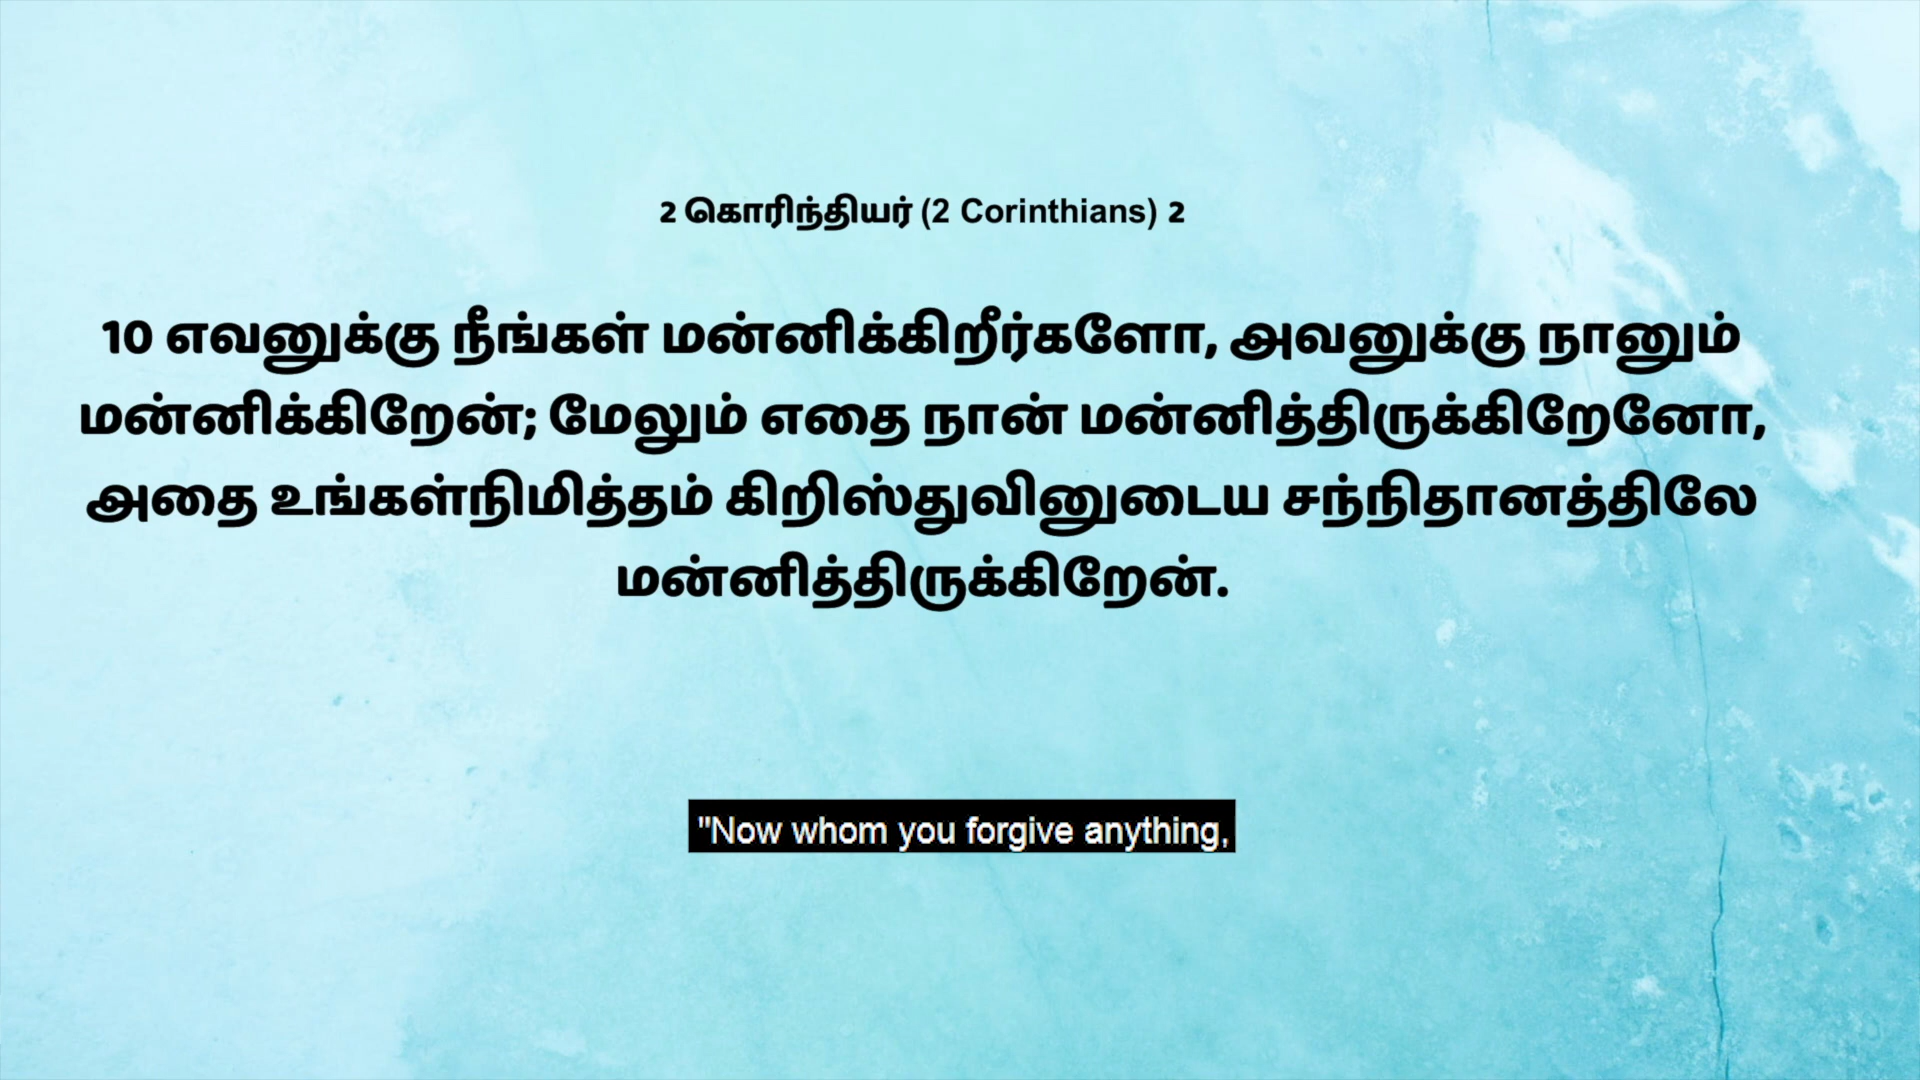 2 கொரிந்தியர் (2 Corinthians) 2
10 எவனுக்கு நீங்கள் மன்னிக்கிறீர்களோ, அவனுக்கு நானும்
மன்னிக்கிறேன்; மேலும் எதை நான் மன்னித்திருக்கிறேனோ,
அதை உங்கள்நிமித்தம் கிறிஸ்துவினுடைய சந்நிதானத்திலே
மன்னித்திருக்கிறேன்.
"Now whom you forgive anything,